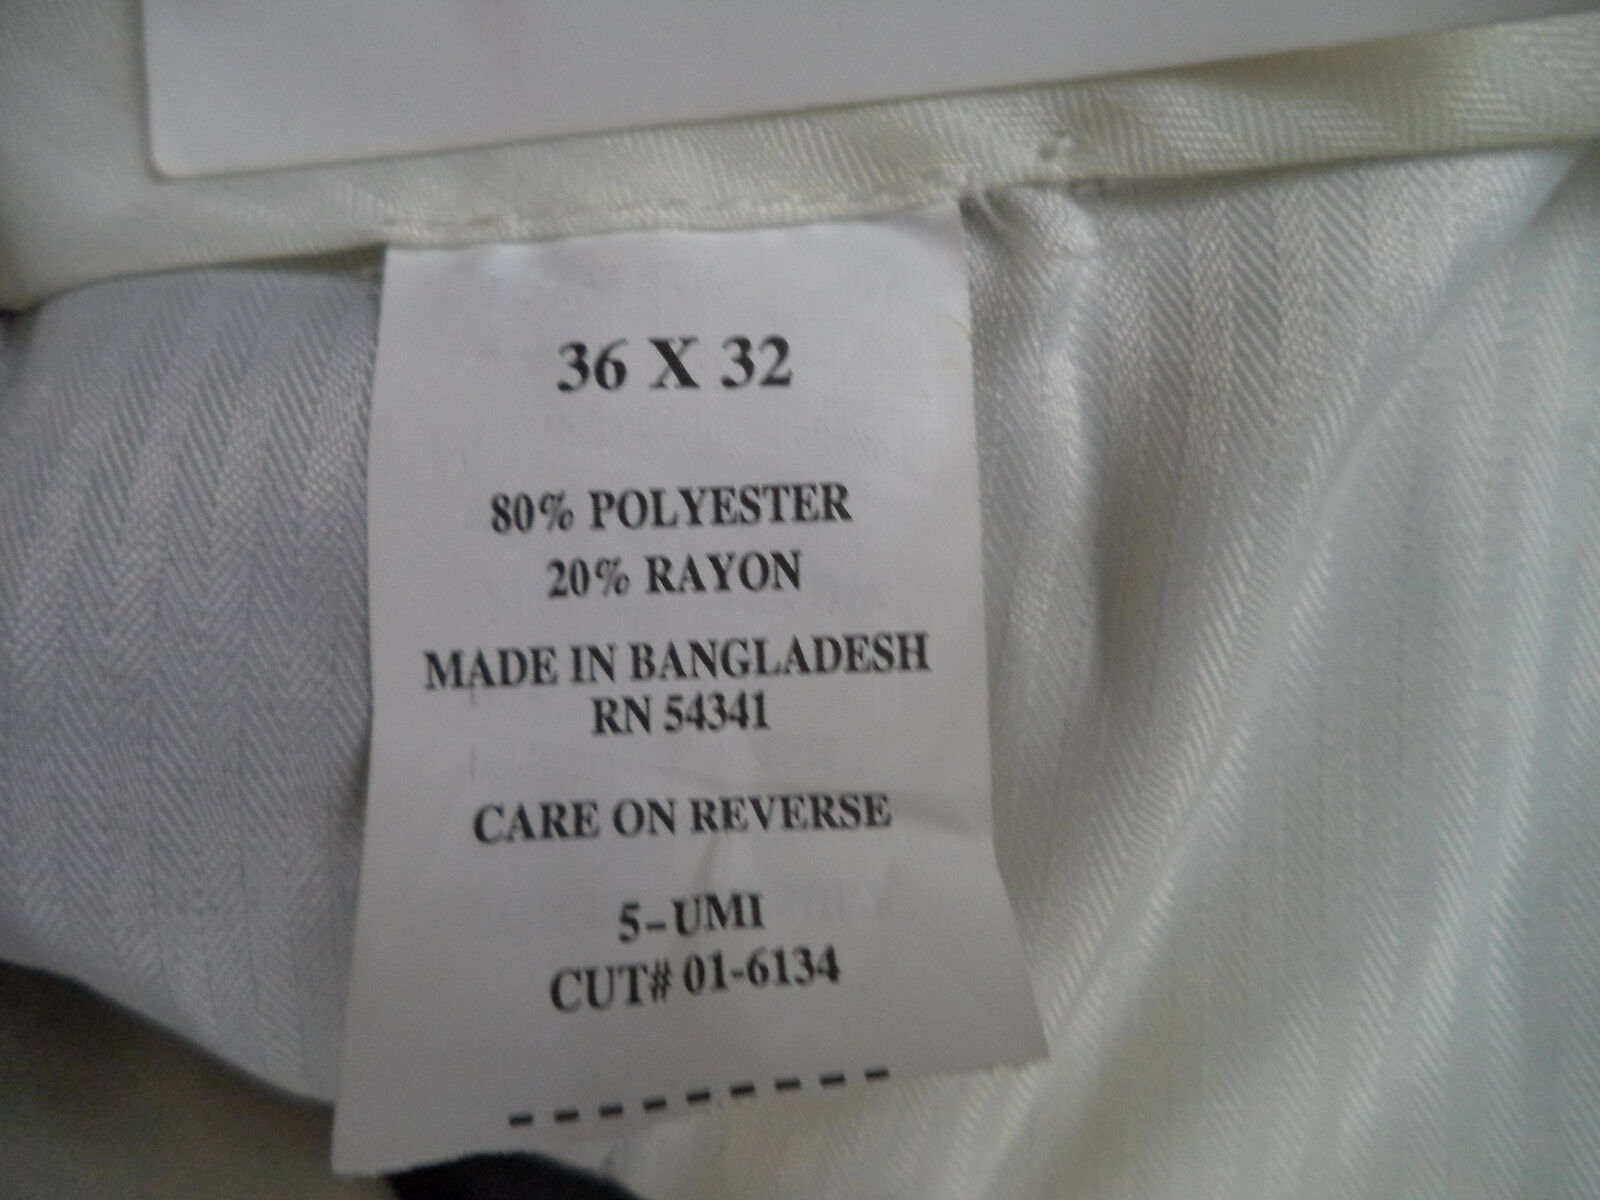 36 X 32
80% POLYESTER
20% RAYON
MADE IN BANGLADESH
RN 54341
CARE ON REVERSE
5-UMI
CUT# 01-6134